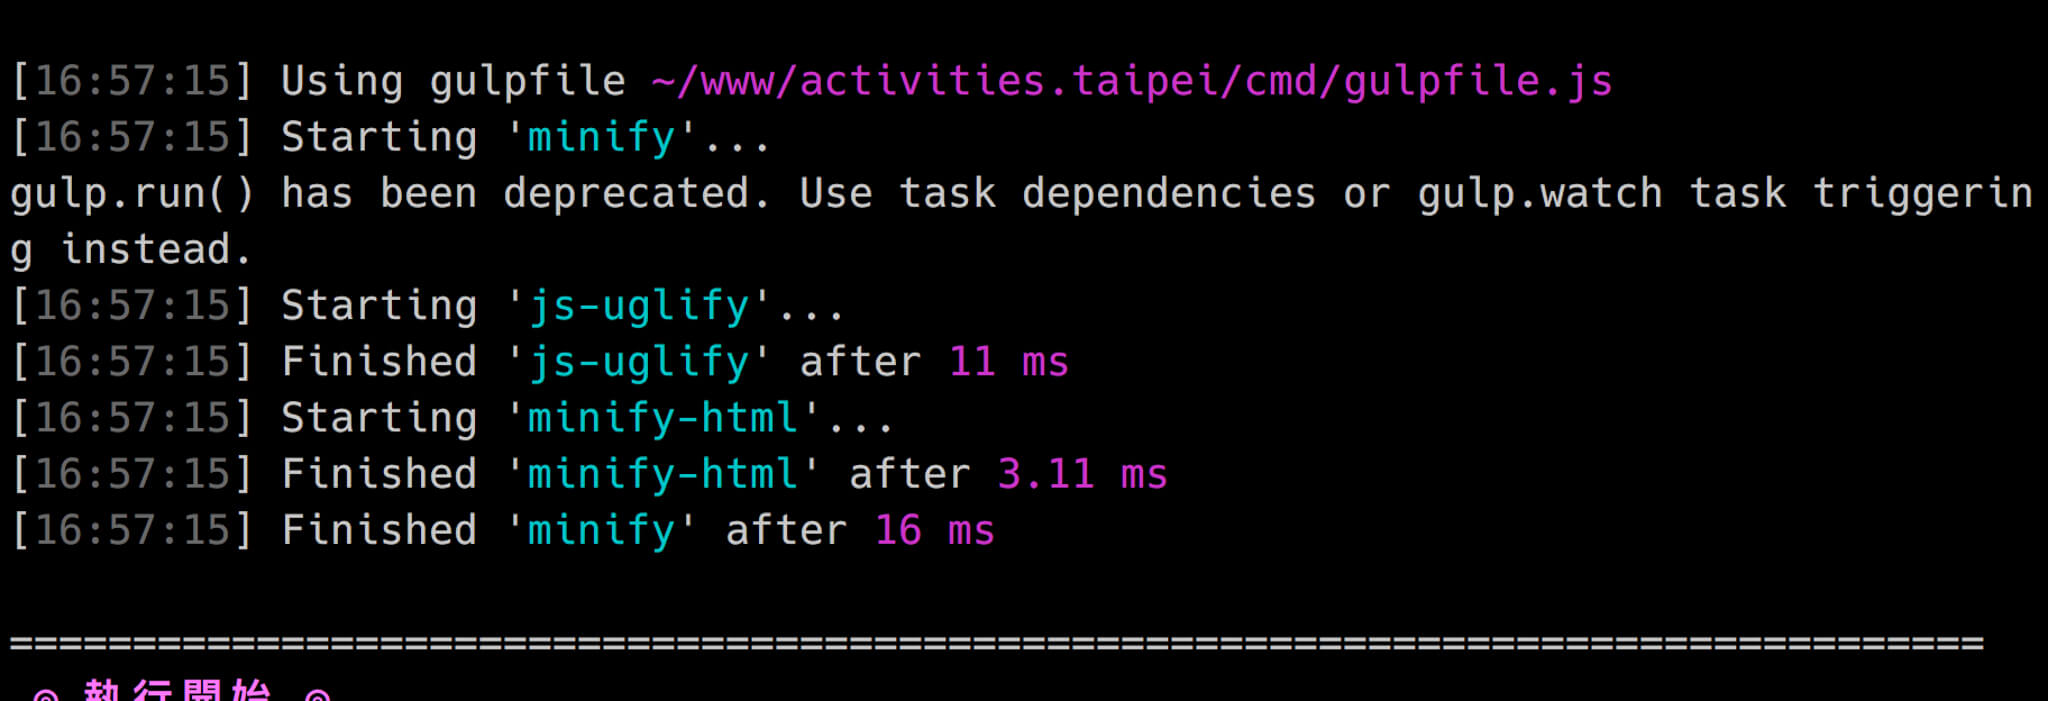 [16:57:15] Using gulpfile ~/www/activities.taipei/cmd/gulpfile.js
[16:57:15] Starting 'minify'...
gulp.run() has been deprecated. Use task dependencies or gulp.watch task triggerin
g instead.
[16:57:15] Starting 'js-uglify'...
[16:57:15] Finished 'js-uglify' after 11 ms
[16:57:15] Starting 'minify-html'...
[16:57:15] Finished 'minify-html' after 3.11 ms
[16:57:15] Finished 'minify' after 16 ms
===============================================================================
◎ 執行開始 ◎